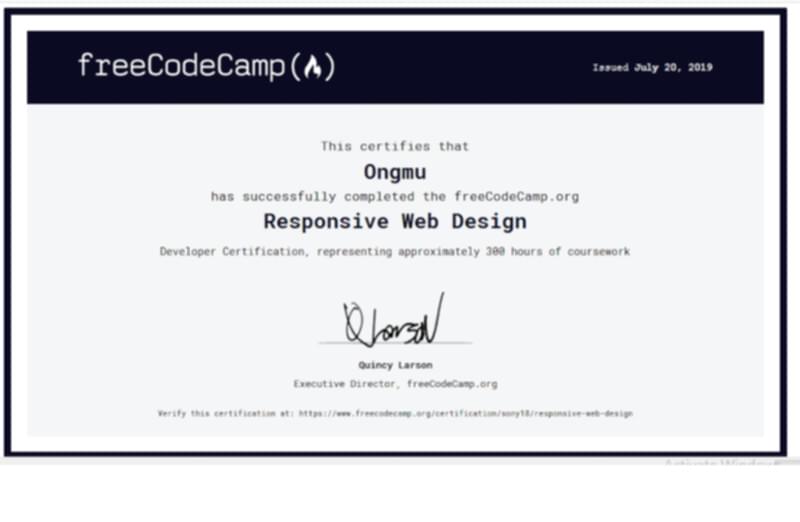 freeCodeCamp(🔥)
Issued July 20, 2019
This certifies that
Ongmu
has successfully completed the freeCodeCamp.org
Responsive Web Design
Developer Certification, representing approximately 300 hours of coursework
QLarson
Quincy Larson
Executive Director, freeCodeCamp.org
Verify this certification at: https://www.freecodecamp.org/certification/sony18/responsive-web-design
Activate Windows